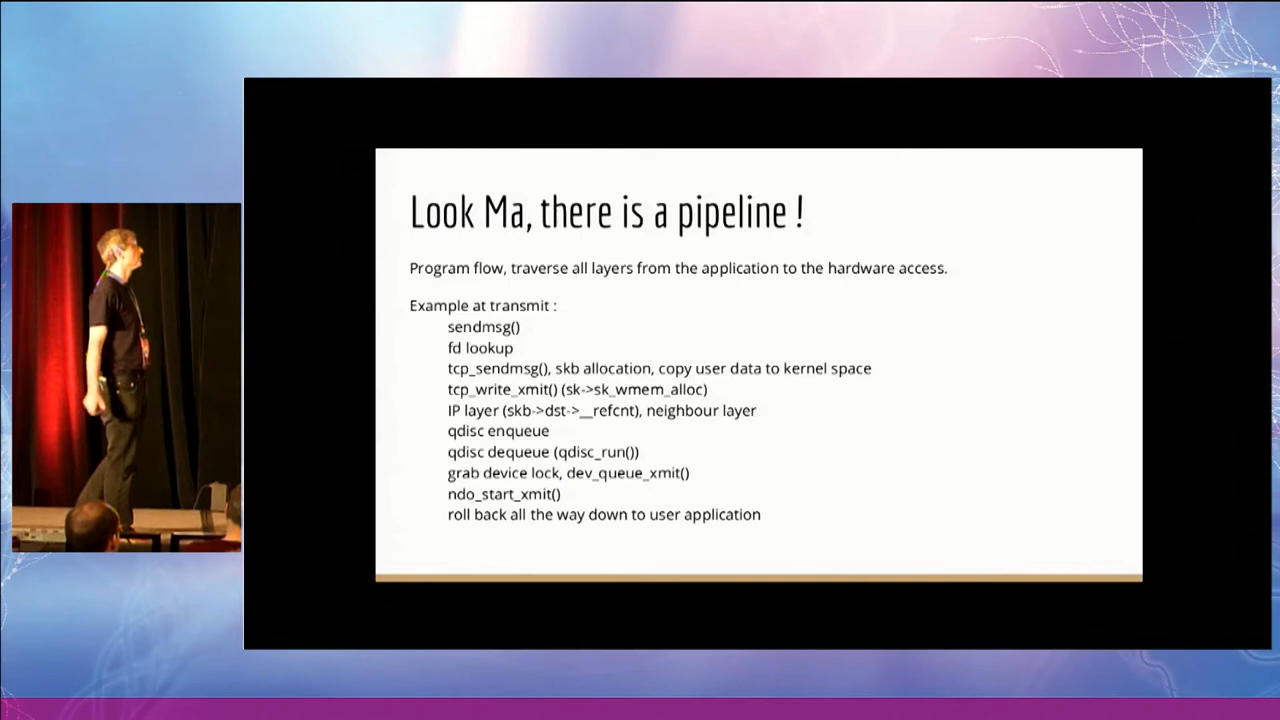 Look Ma, there is a pipeline !
Program flow, traverse all layers from the application to the hardware access.
Example at transmit :
sendmsg()
fd lookup
tcp_sendmsg(), skb allocation, copy user data to kernel space
tcp_write_xmit() (sk->sk_wmem_alloc)
IP layer (skb->dst->__refcnt), neighbour layer
qdisc enqueue
qdisc dequeue (qdisc_run())
grab device lock, dev_queue_xmit()
ndo_start_xmit()
roll back all the way down to user application